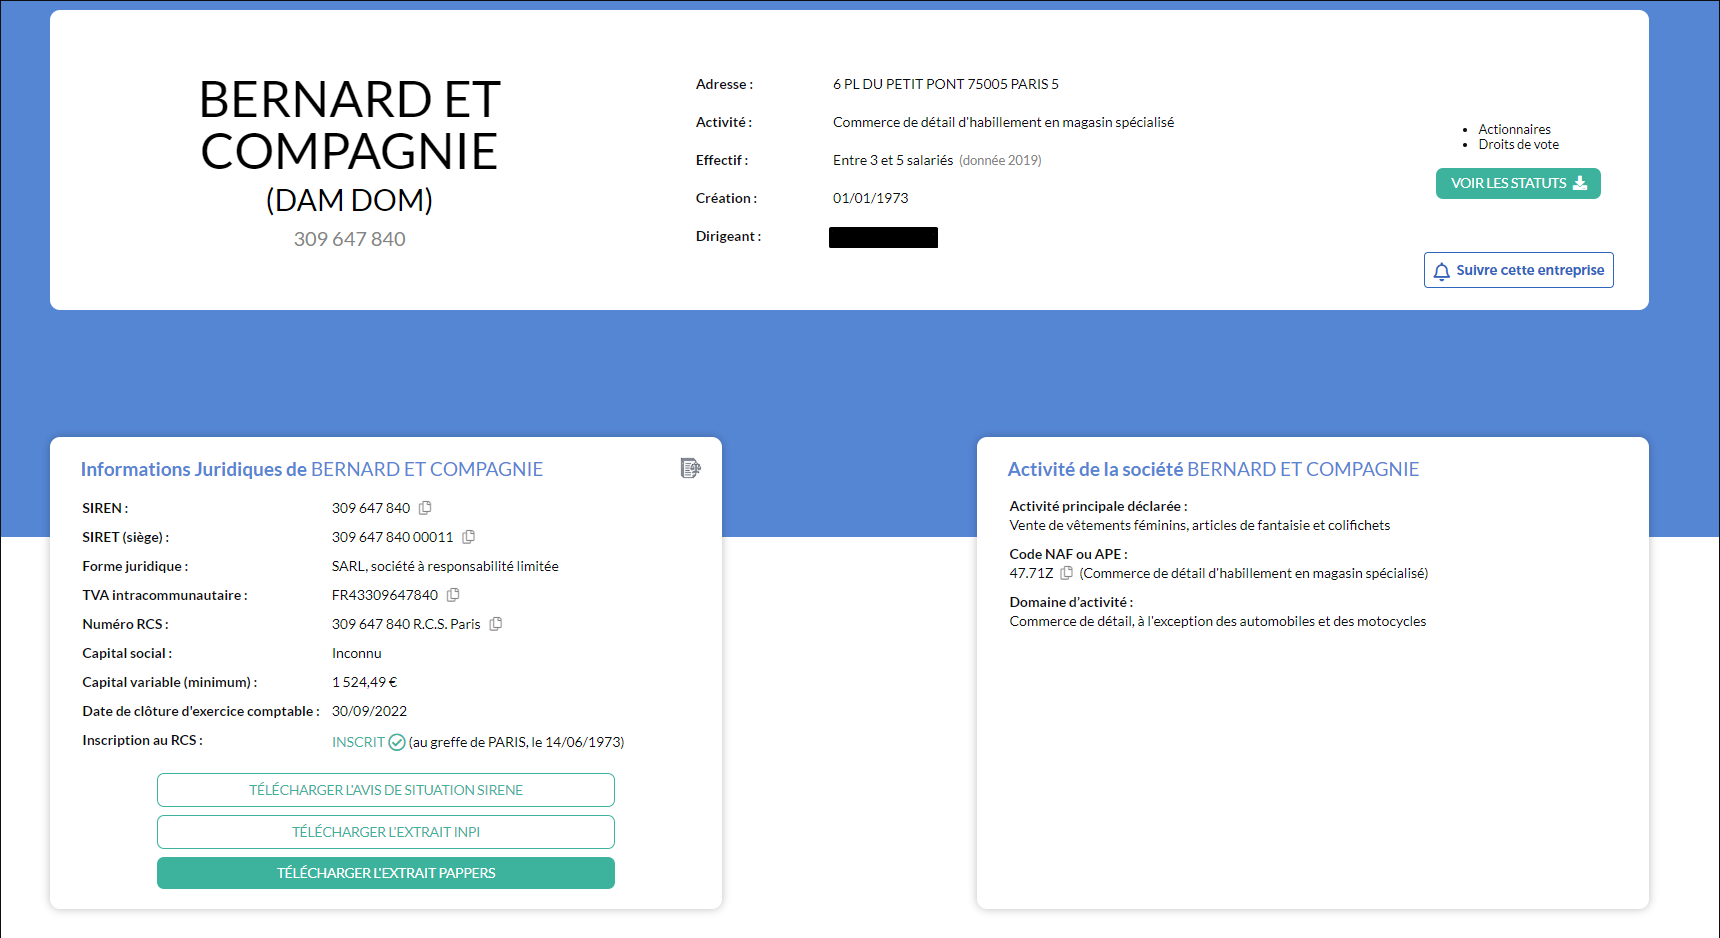 BERNARD ET
COMPAGNIE
(DAM DOM)
309 647 840
Adresse : 6 PL DU PETIT PONT 75005 PARIS 5
Activité : Commerce de détail d'habillement en magasin spécialisé
Effectif : Entre 3 et 5 salariés (donnée 2019)
Création : 01/01/1973
Dirigeant :
• Actionnaires
• Droits de vote
VOIR LES STATUTS
Suivre cette entreprise
Informations Juridiques de BERNARD ET COMPAGNIE
SIREN : 309 647 840
SIRET (siège) : 309 647 840 00011
Forme juridique : SARL, société à responsabilité limitée
TVA intracommunautaire : FR43309647840
Numéro RCS : 309 647 840 R.C.S. Paris
Capital social : Inconnu
Capital variable (minimum) : 1 524,49 €
Date de clôture d'exercice comptable : 30/09/2022
Inscription au RCS : INSCRIT (au greffe de PARIS, le 14/06/1973)
TÉLÉCHARGER L'AVIS DE SITUATION SIRENE
TÉLÉCHARGER L'EXTRAIT INPI
TÉLÉCHARGER L'EXTRAIT PAPPERS
Activité de la société BERNARD ET COMPAGNIE
Activité principale déclarée :
Vente de vêtements féminins, articles de fantaisie et colifichets
Code NAF ou APE :
47.71Z (Commerce de détail d'habillement en magasin spécialisé)
Domaine d'activité :
Commerce de détail, à l'exception des automobiles et des motocycles